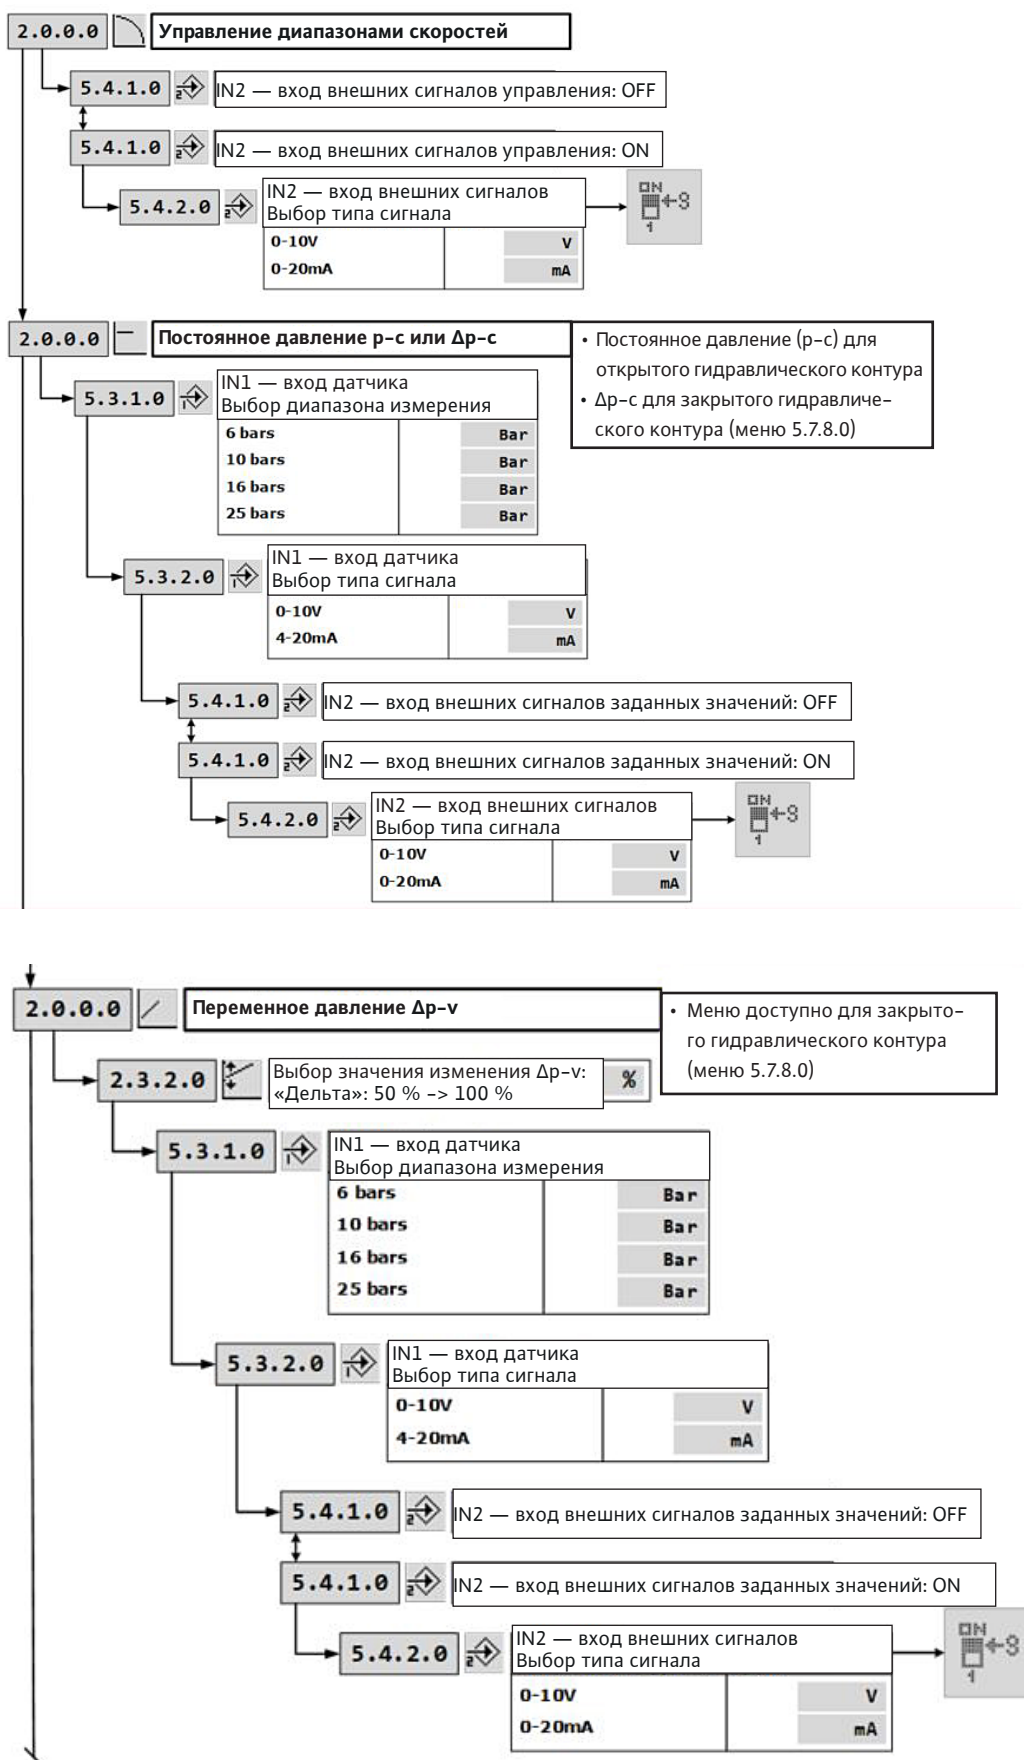 2.0.0.0 Управление диапазонами скоростей
5.4.1.0 2 IN2 — вход внешних сигналов управления: OFF
5.4.1.0 2 IN2 — вход внешних сигналов управления: ON
5.4.2.0 2 IN2 — вход внешних сигналов
Выбор типа сигнала
ON
1
0-10V V
0-20mA mA
2.0.0.0 Постоянное давление p–c или Δp–c
• Постоянное давление (p–c) для
открытого гидравлического контура
• Δp–c для закрытого гидравличе–
ского контура (меню 5.7.8.0)
5.3.1.0 1 IN1 — вход датчика
Выбор диапазона измерения
6 bars Bar
10 bars Bar
16 bars Bar
25 bars Bar
5.3.2.0 1 IN1 — вход датчика
Выбор типа сигнала
0-10V V
4-20mA mA
5.4.1.0 2 IN2 — вход внешних сигналов заданных значений: OFF
5.4.1.0 2 IN2 — вход внешних сигналов заданных значений: ON
5.4.2.0 2 IN2 — вход внешних сигналов
Выбор типа сигнала
ON
1
0-10V V
0-20mA mA
2.0.0.0 Переменное давление Δp–v
• Меню доступно для закрыто–
го гидравлического контура
(меню 5.7.8.0)
2.3.2.0 Выбор значения изменения Δp–v:
«Дельта»: 50 % –> 100 % %
5.3.1.0 1 IN1 — вход датчика
Выбор диапазона измерения
6 bars Bar
10 bars Bar
16 bars Bar
25 bars Bar
5.3.2.0 1 IN1 — вход датчика
Выбор типа сигнала
0-10V V
4-20mA mA
5.4.1.0 2 IN2 — вход внешних сигналов заданных значений: OFF
5.4.1.0 2 IN2 — вход внешних сигналов заданных значений: ON
5.4.2.0 2 IN2 — вход внешних сигналов
Выбор типа сигнала
ON
1
0-10V V
0-20mA mA